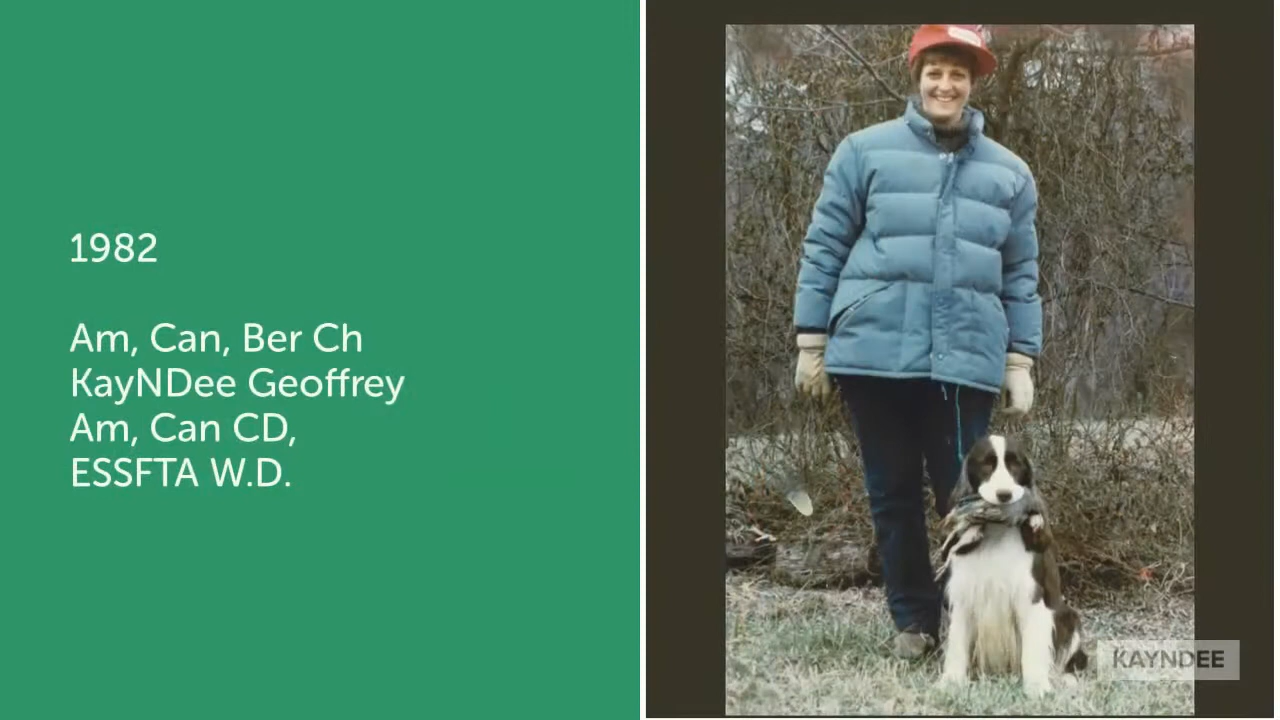 1982
Am, Can, Ber Ch
KayNDee Geoffrey
Am, Can CD,
ESSFTA W.D.
KAYNDEE